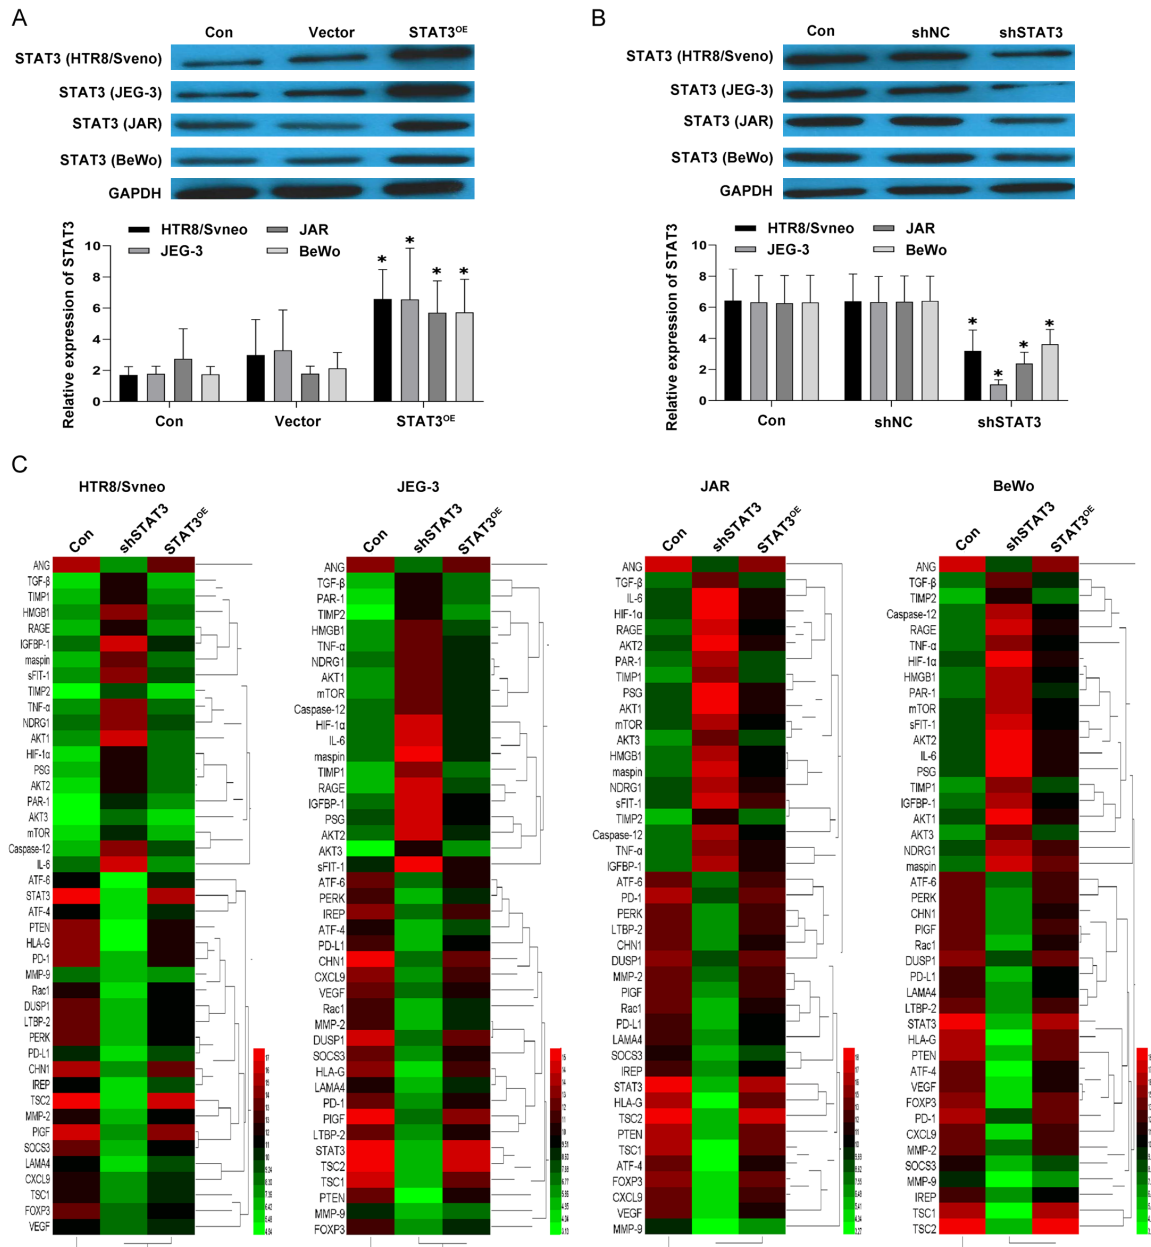 A
Con Vector STAT3OE
STAT3 (HTR8/Sveno)
STAT3 (JEG-3)
STAT3 (JAR)
STAT3 (BeWo)
GAPDH
HTR8/Svneo JAR
JEG-3 BeWo
Relative expression of STAT3
10
8
6
4
2
0
* * * *
Con Vector STAT3OE
B
Con shNC shSTAT3
STAT3 (HTR8/Sveno)
STAT3 (JEG-3)
STAT3 (JAR)
STAT3 (BeWo)
GAPDH
HTR8/Svneo JAR
JEG-3 BeWo
Relative expression of STAT3
10
8
6
4
2
0
* * * *
Con shNC shSTAT3
C
HTR8/Svneo
Con shSTAT3 STAT3OE
ANG
TGF-β
TIMP1
HMGB1
RAGE
IGFBP-1
maspin
sFIT-1
TIMP2
TNF-α
NDRG1
AKT1
HIF-1α
PSG
AKT2
PAR-1
AKT3
mTOR
Caspase-12
IL-6
ATF-6
STAT3
ATF-4
PTEN
HLA-G
PD-1
MMP-9
Rac1
DUSP1
LTBP-2
PERK
PD-L1
CHN1
IREP
TSC2
MMP-2
PIGF
SOCS3
LAMA4
CXCL9
TSC1
FOXP3
VEGF
JEG-3
Con shSTAT3 STAT3OE
ANG
TGF-β
PAR-1
TIMP2
HMGB1
TNF-α
NDRG1
AKT1
mTOR
Caspase-12
HIF-1α
IL-6
maspin
TIMP1
RAGE
IGFBP-1
PSG
AKT2
AKT3
sFIT-1
ATF-6
PERK
IREP
ATF-4
PD-L1
CHN1
CXCL9
VEGF
Rac1
MMP-2
DUSP1
SOCS3
HLA-G
LAMA4
PD-1
PIGF
LTBP-2
STAT3
TSC2
TSC1
PTEN
MMP-9
FOXP3
JAR
Con shSTAT3 STAT3OE
ANG
TGF-β
IL-6
HIF-1α
RAGE
AKT2
PAR-1
TIMP1
PSG
AKT1
mTOR
AKT3
HMGB1
maspin
NDRG1
sFIT-1
TIMP2
Caspase-12
TNF-α
IGFBP-1
ATF-6
PD-1
PERK
LTBP-2
CHN1
DUSP1
MMP-2
PIGF
Rac1
PD-L1
LAMA4
SOCS3
IREP
STAT3
HLA-G
TSC2
PTEN
TSC1
ATF-4
FOXP3
CXCL9
VEGF
MMP-9
BeWo
Con shSTAT3 STAT3OE
ANG
TGF-β
TIMP2
Caspase-12
RAGE
TNF-α
HIF-1α
HMGB1
PAR-1
mTOR
sFIT-1
AKT2
IL-6
PSG
TIMP1
IGFBP-1
AKT1
AKT3
NDRG1
maspin
ATF-6
PERK
CHN1
PIGF
Rac1
DUSP1
PD-L1
LAMA4
LTBP-2
STAT3
HLA-G
PTEN
ATF-4
VEGF
FOXP3
PD-1
CXCL9
MMP-2
SOCS3
MMP-9
IREP
TSC1
TSC2